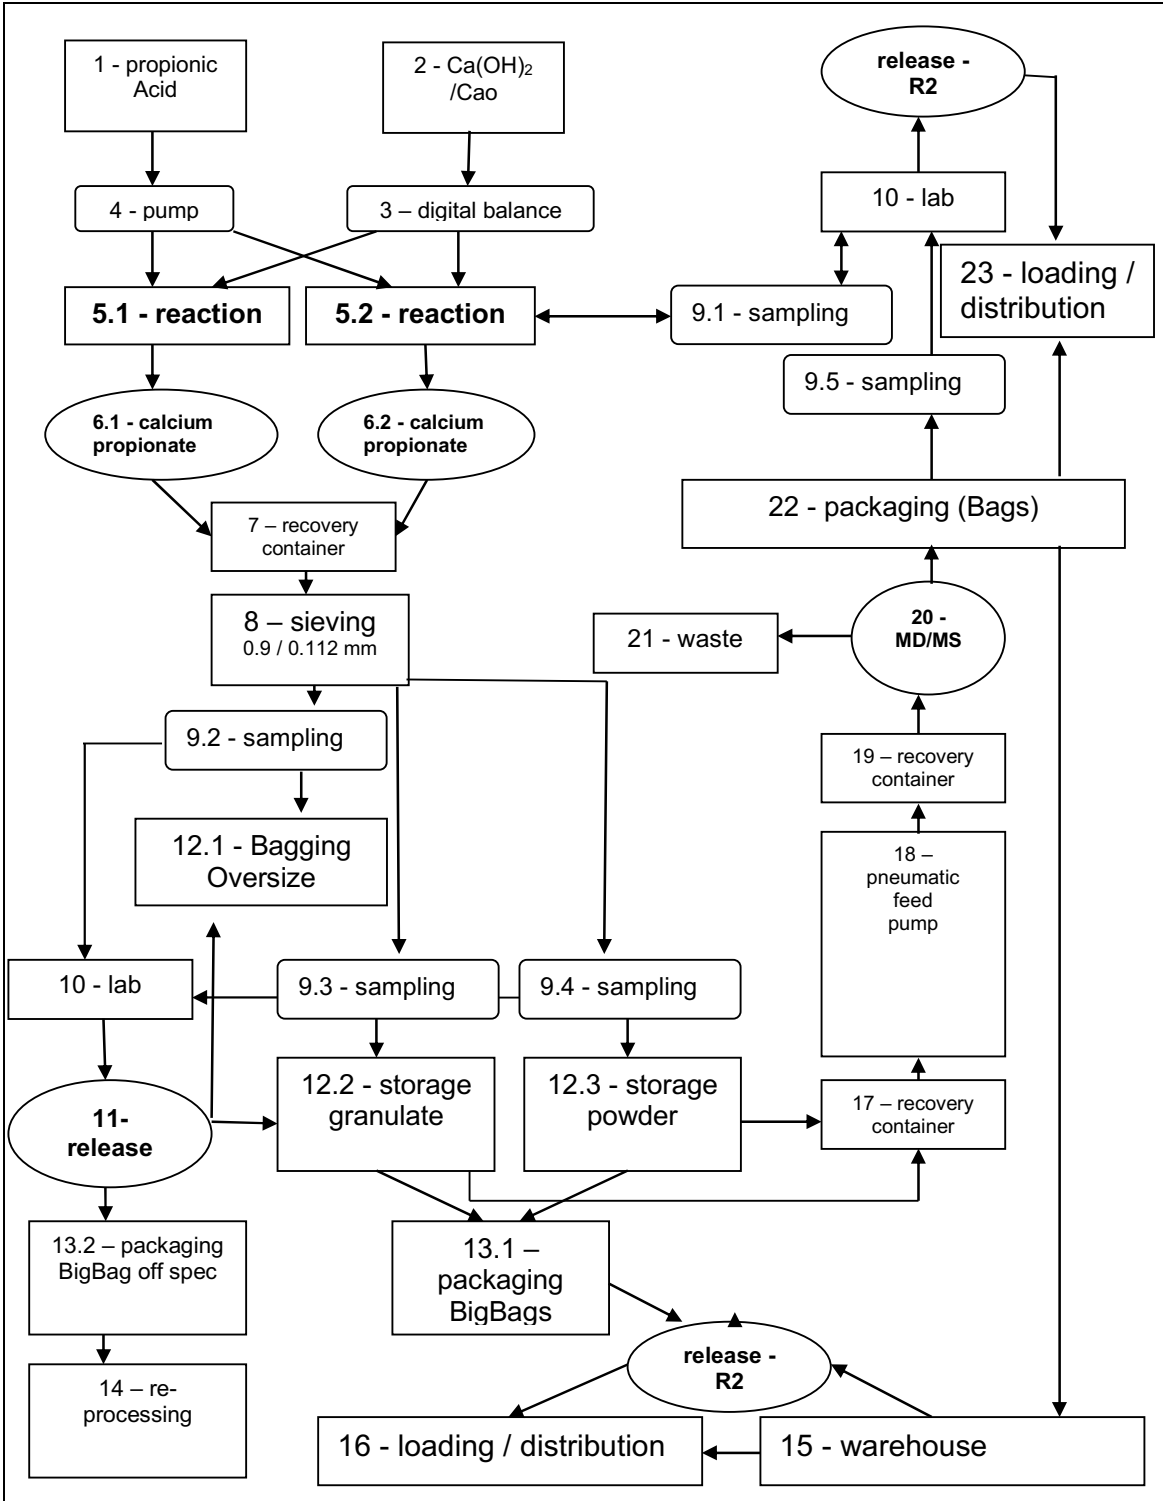 1 - propionic
Acid
2 - Ca(OH)₂
/Cao
release -
R2
4 - pump
3 – digital balance
10 - lab
5.1 - reaction
5.2 - reaction
9.1 - sampling
23 - loading /
distribution
9.5 - sampling
6.1 - calcium
propionate
6.2 - calcium
propionate
22 - packaging (Bags)
7 – recovery
container
8 – sieving
0.9 / 0.112 mm
21 - waste
20 -
MD/MS
9.2 - sampling
19 – recovery
container
12.1 - Bagging
Oversize
18 –
pneumatic
feed
pump
10 - lab
9.3 - sampling
9.4 - sampling
12.2 - storage
granulate
12.3 - storage
powder
17 – recovery
container
11-
release
13.2 – packaging
BigBag off spec
13.1 –
packaging
BigBags
release -
R2
14 – re-
processing
16 - loading / distribution
15 - warehouse